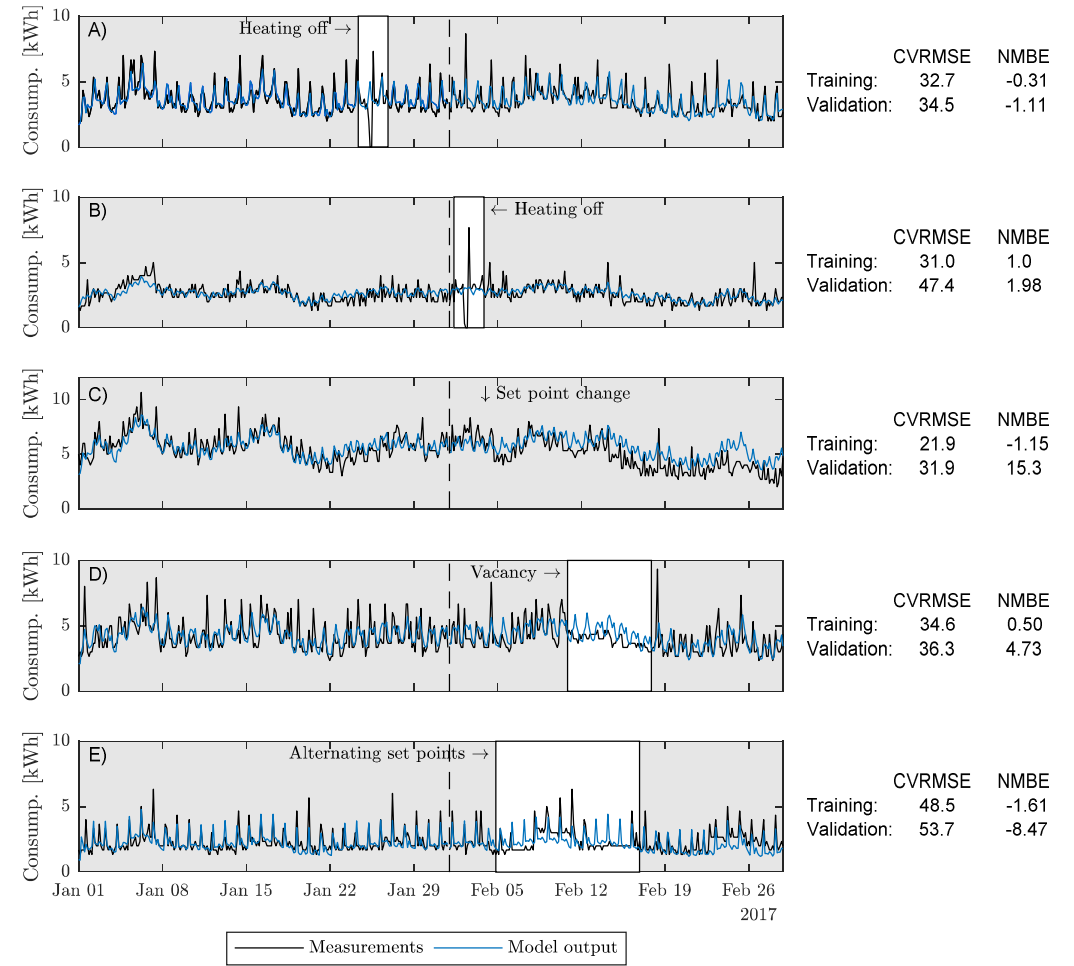 A)
Heating off →
Consump. [kWh]
10
5
0
CVRMSE NMBE
Training: 32.7 -0.31
Validation: 34.5 -1.11
B)
← Heating off
Consump. [kWh]
10
5
0
CVRMSE NMBE
Training: 31.0 1.0
Validation: 47.4 1.98
C)
↓ Set point change
Consump. [kWh]
10
5
0
CVRMSE NMBE
Training: 21.9 -1.15
Validation: 31.9 15.3
D)
Vacancy →
Consump. [kWh]
10
5
0
CVRMSE NMBE
Training: 34.6 0.50
Validation: 36.3 4.73
E)
Alternating set points →
Consump. [kWh]
10
5
0
CVRMSE NMBE
Training: 48.5 -1.61
Validation: 53.7 -8.47
Jan 01 Jan 08 Jan 15 Jan 22 Jan 29 Feb 05 Feb 12 Feb 19 Feb 26
2017
Measurements Model output